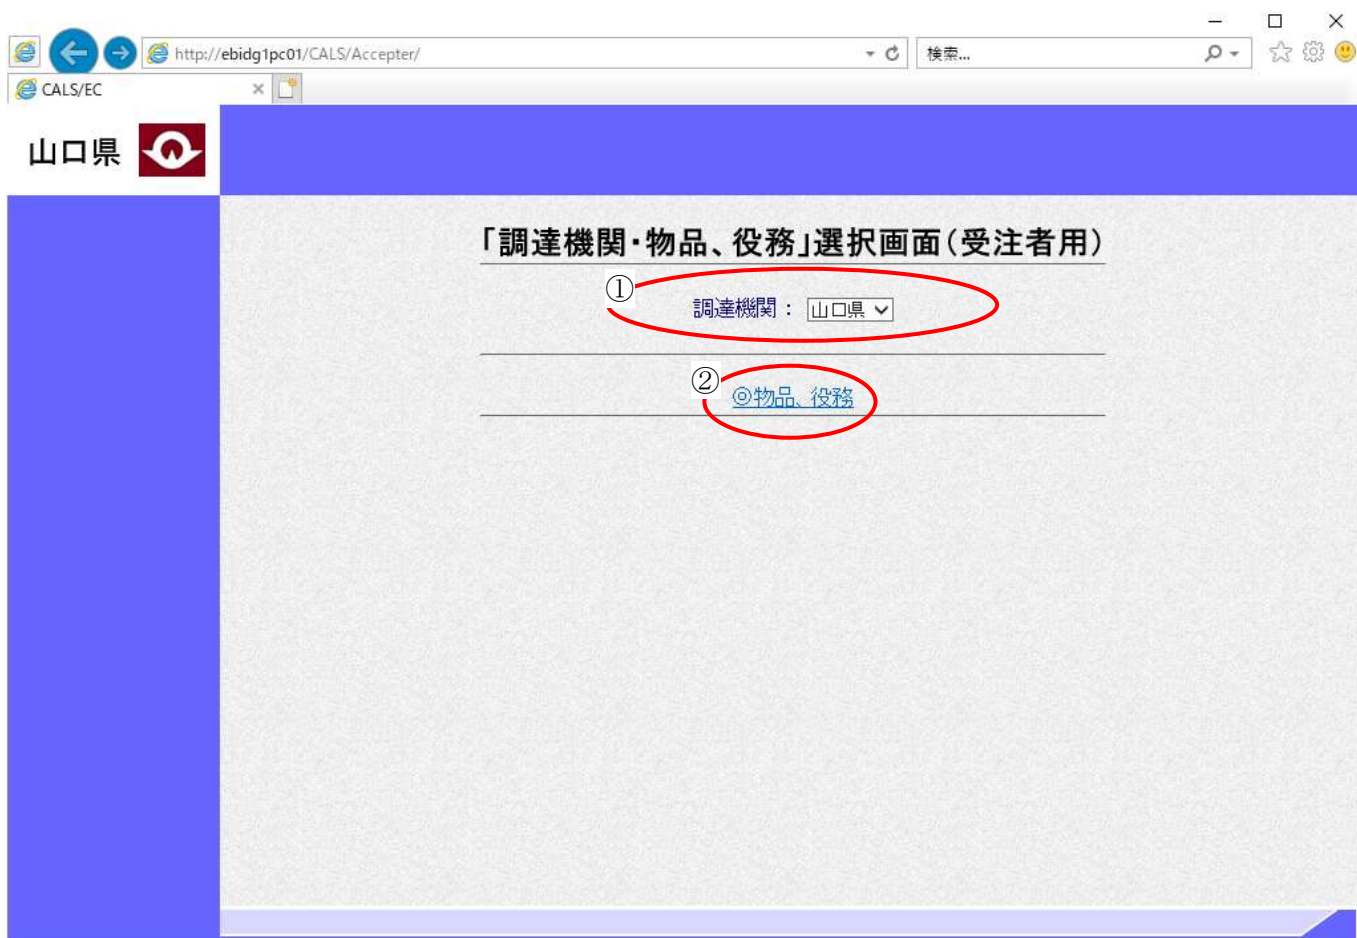 http://ebidg1pc01/CALS/Accepter/
検索...
CALS/EC
山口県
「調達機関・物品、役務」選択画面(受注者用)
①
調達機関: 山口県
②
◎物品、役務